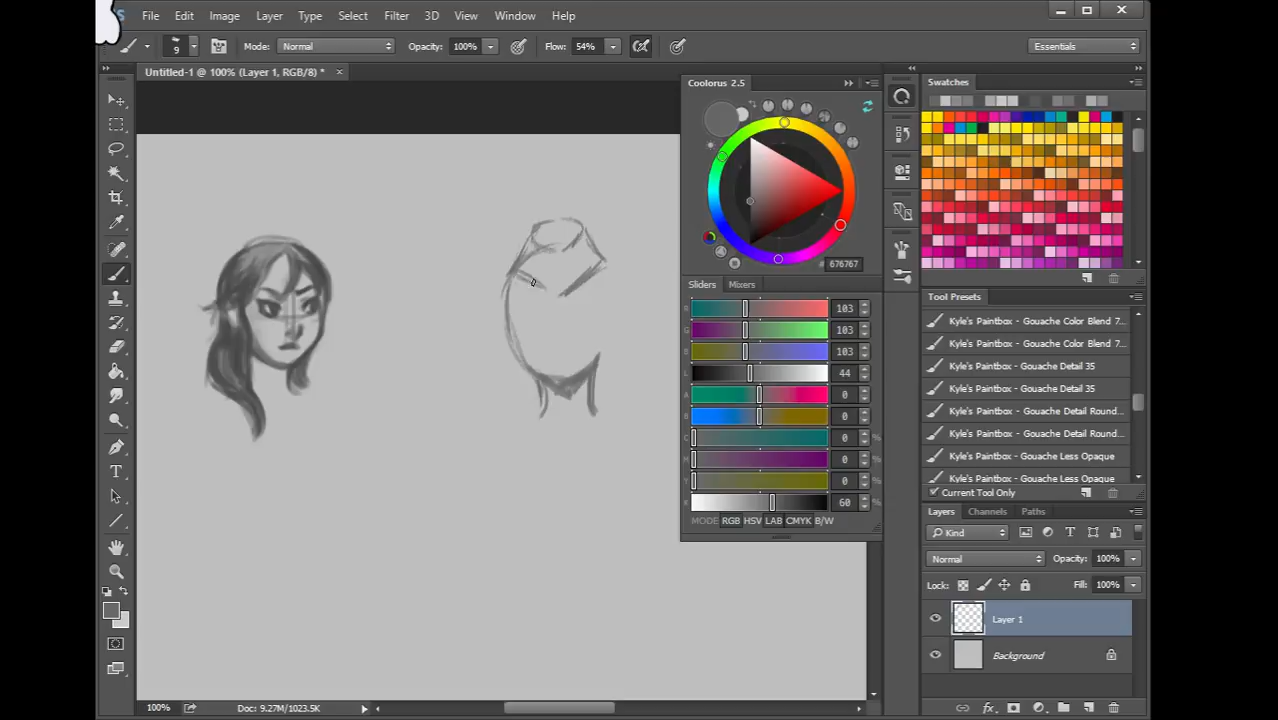 S File Edit Image Layer Type Select Filter 3D View Window Help
9 Mode: Normal Opacity: 100% Flow: 54% Essentials
Untitled-1 @ 100% (Layer 1, RGB/8) *
Coolorus 2.5
676767
Sliders Mixers
R 103
G 103
B 103
L 44
A 0
B 0
C 0 %
M 0 %
Y 0 %
K 60 %
MODE RGB HSV LAB CMYK B/W
Swatches
Tool Presets
Kyle's Paintbox - Gouache Color Blend 7...
Kyle's Paintbox - Gouache Color Blend 7...
Kyle's Paintbox - Gouache Detail 35
Kyle's Paintbox - Gouache Detail 35
Kyle's Paintbox - Gouache Detail Round...
Kyle's Paintbox - Gouache Detail Round...
Kyle's Paintbox - Gouache Less Opaque
Kyle's Paintbox - Gouache Small Detail...
Current Tool Only
Layers Channels Paths
Kind
Normal Opacity: 100%
Lock: Fill: 100%
Layer 1
Background
fx
100% Doc: 9.27M/1023.5K